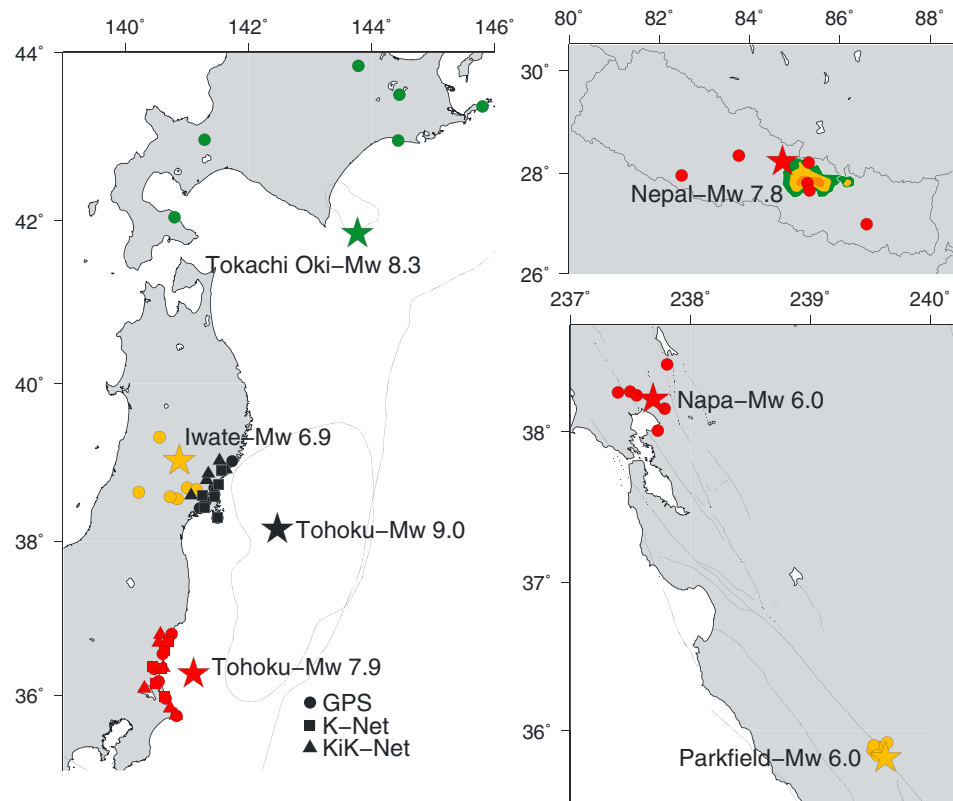 140° 142° 144° 146°
44°
42°
40°
38°
36°
Tokachi Oki−Mw 8.3
Iwate−Mw 6.9
Tohoku−Mw 9.0
Tohoku−Mw 7.9
GPS
K−Net
KiK−Net
80° 82° 84° 86° 88°
30°
28°
26°
Nepal−Mw 7.8
237° 238° 239° 240°
38°
37°
36°
Napa−Mw 6.0
Parkfield−Mw 6.0